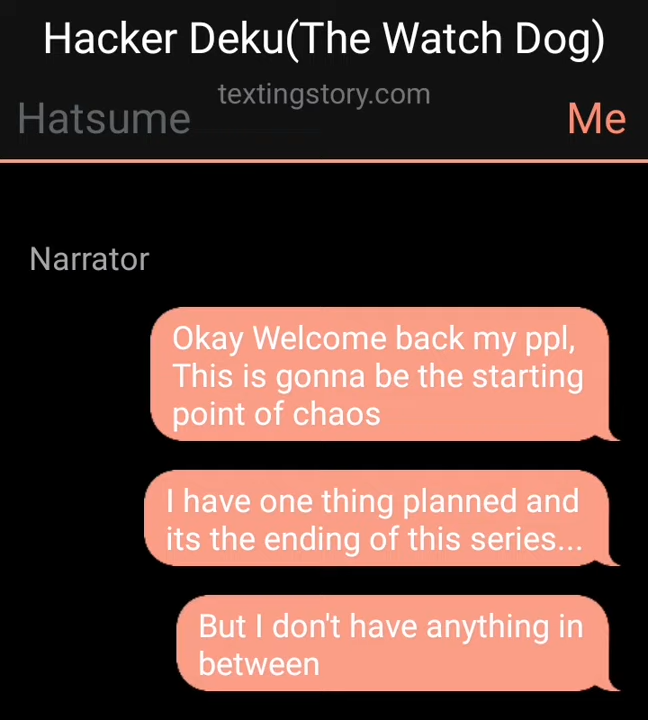 Hacker Deku(The Watch Dog)
textingstory.com
Hatsume
Me
Narrator
Okay Welcome back my ppl,
This is gonna be the starting
point of chaos
I have one thing planned and
its the ending of this series...
But I don't have anything in
between